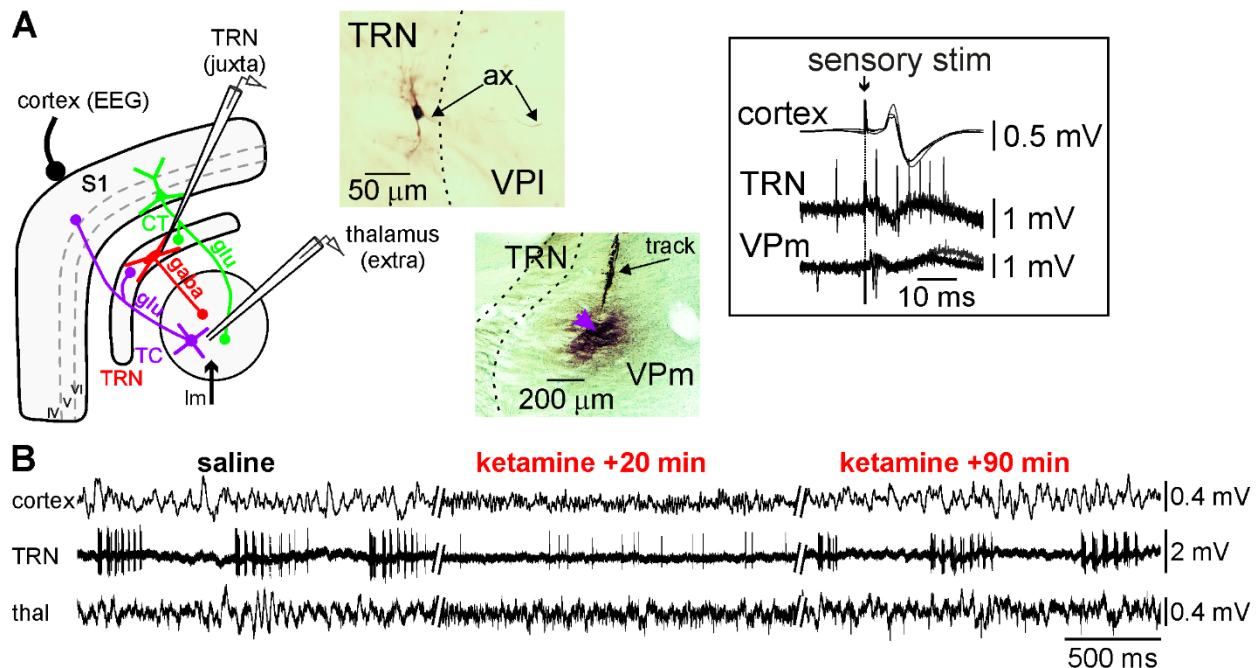 A
TRN
(juxta)
cortex (EEG)
S1
CT
glu
gaba
glu
TC
TRN
lm
IV
V
VI
thalamus
(extra)
TRN
ax
50 μm
VPl
TRN
track
200 μm
VPm
sensory stim
cortex
0.5 mV
TRN
1 mV
VPm
1 mV
10 ms
B
saline
ketamine +20 min
ketamine +90 min
cortex
0.4 mV
TRN
2 mV
thal
0.4 mV
500 ms